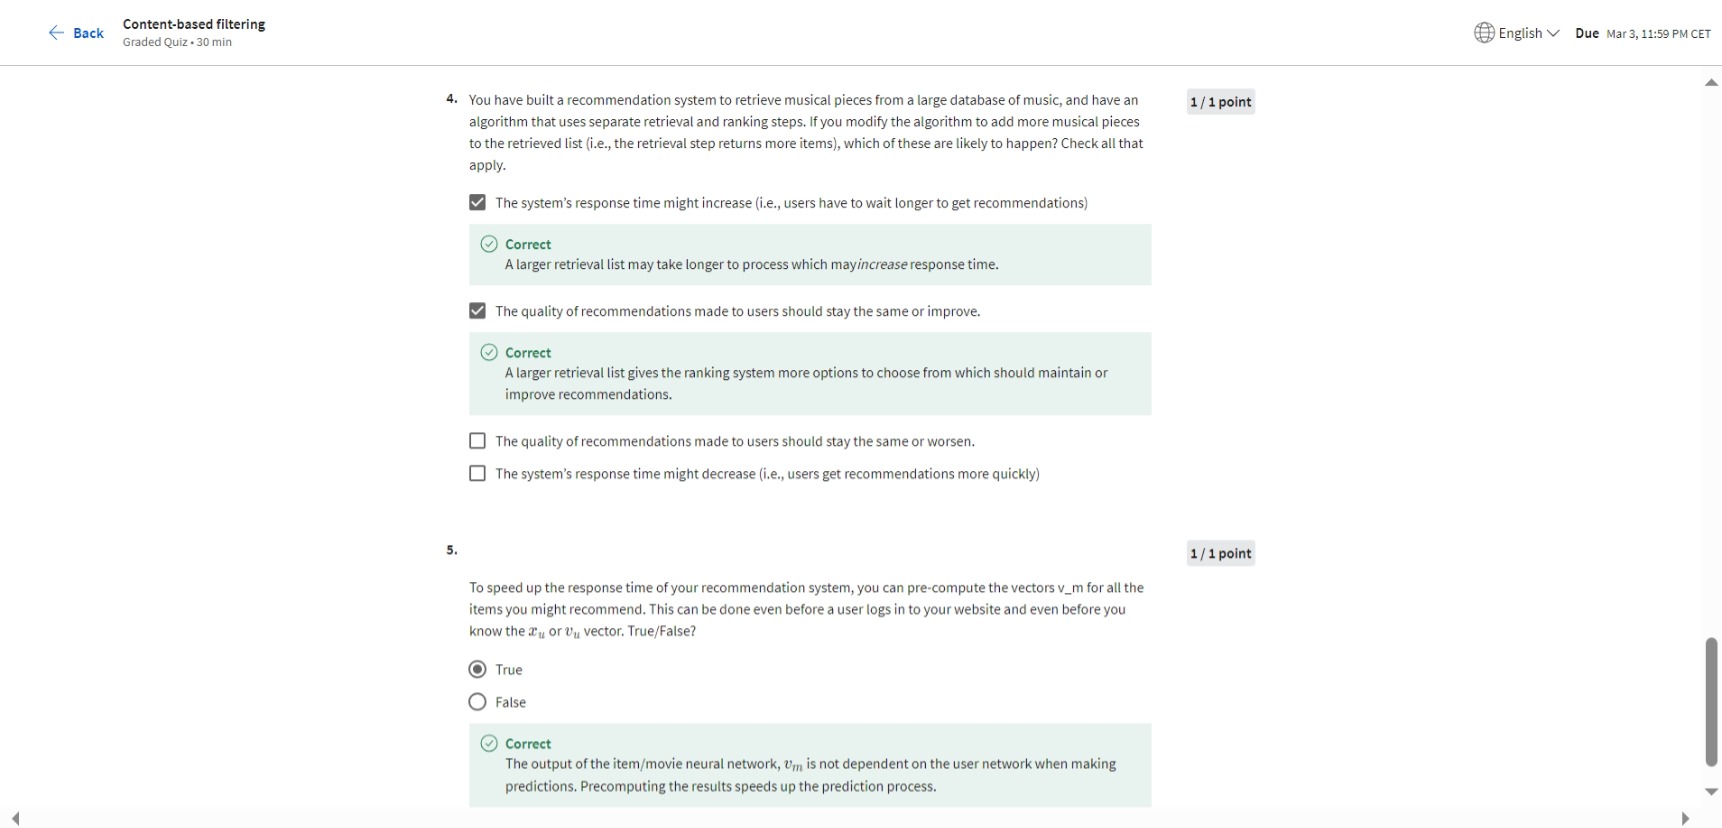 Back
Content-based filtering
Graded Quiz • 30 min
English
Due Mar 3, 11:59 PM CET
4. You have built a recommendation system to retrieve musical pieces from a large database of music, and have an
algorithm that uses separate retrieval and ranking steps. If you modify the algorithm to add more musical pieces
to the retrieved list (i.e., the retrieval step returns more items), which of these are likely to happen? Check all that
apply.
1 / 1 point
The system’s response time might increase (i.e., users have to wait longer to get recommendations)
Correct
A larger retrieval list may take longer to process which may increase response time.
The quality of recommendations made to users should stay the same or improve.
Correct
A larger retrieval list gives the ranking system more options to choose from which should maintain or
improve recommendations.
The quality of recommendations made to users should stay the same or worsen.
The system’s response time might decrease (i.e., users get recommendations more quickly)
5.
1 / 1 point
To speed up the response time of your recommendation system, you can pre-compute the vectors v_m for all the
items you might recommend. This can be done even before a user logs in to your website and even before you
know the xᵤ or vᵤ vector. True/False?
True
False
Correct
The output of the item/movie neural network, vₘ is not dependent on the user network when making
predictions. Precomputing the results speeds up the prediction process.